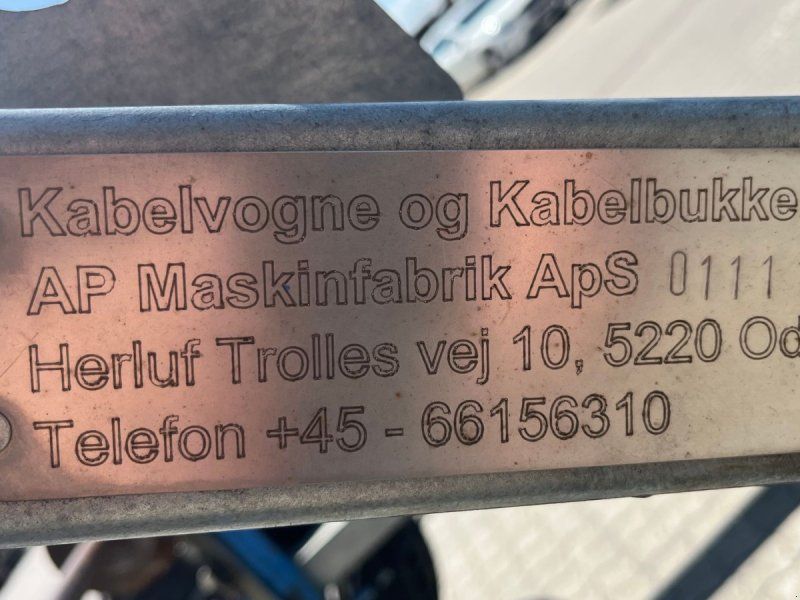 Kabelvogne og Kabelbukke
AP Maskinfabrik ApS 0111
Herluf Trolles vej 10, 5220 Od
Telefon +45 - 66156310